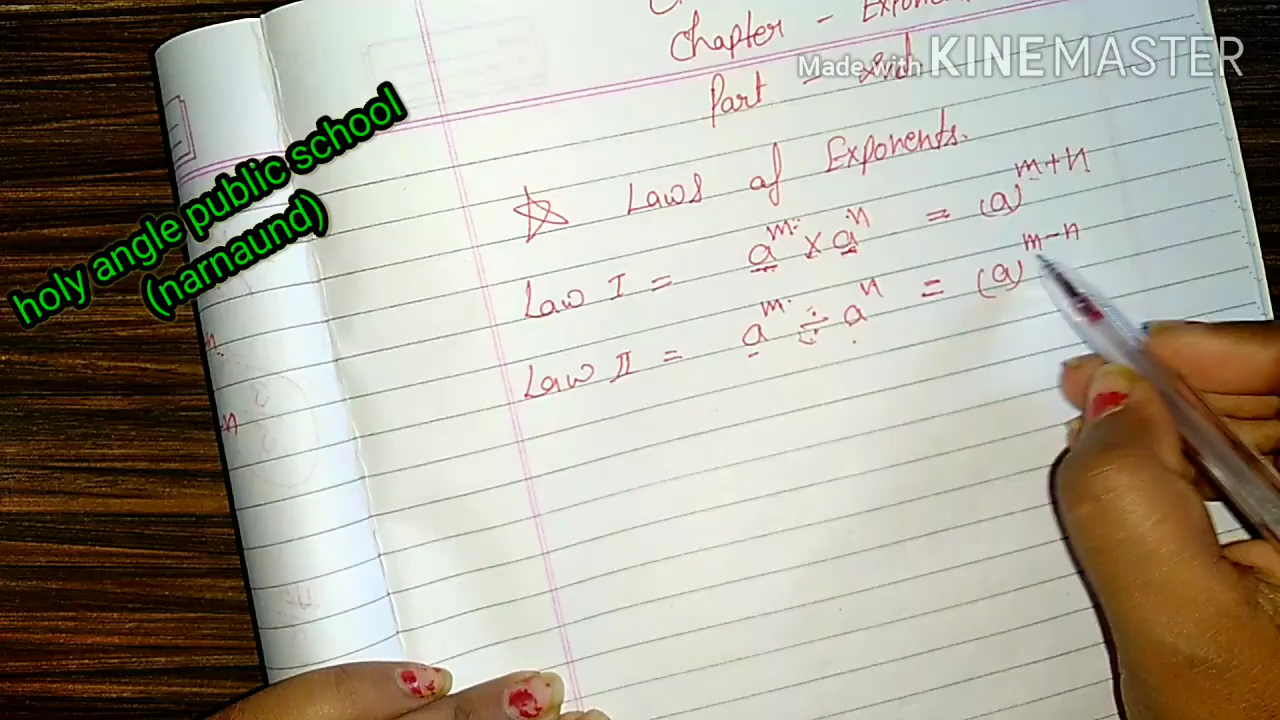 Chapter -
Made with KINEMASTER
Part -
☆ Laws of Exponents.
Law I = a^m × a^n = (a)^m+n
Law II = a^m ÷ a^n = (a)^m-n
holy angle public school
(narnaund)
n